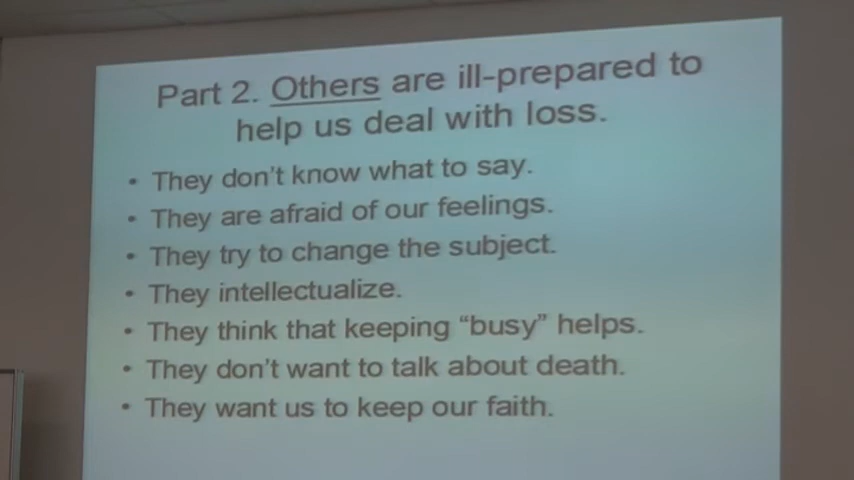 Part 2. Others are ill-prepared to
help us deal with loss.
• They don't know what to say.
• They are afraid of our feelings.
• They try to change the subject.
• They intellectualize.
• They think that keeping “busy” helps.
• They don't want to talk about death.
• They want us to keep our faith.